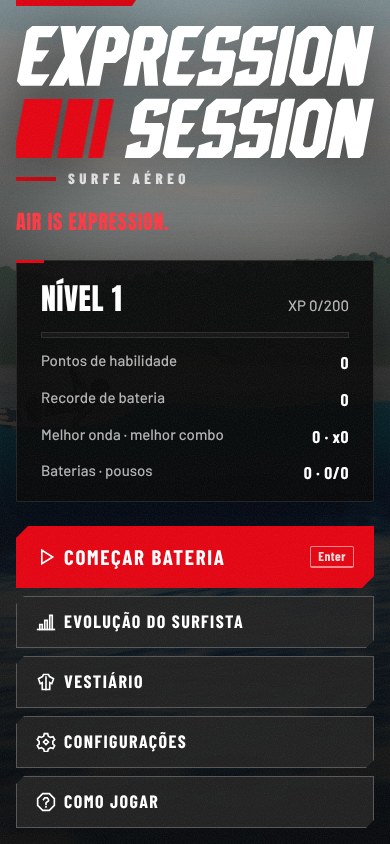 EXPRESSION
SESSION
SURFE AÉREO
AIR IS EXPRESSION.
NÍVEL 1
XP 0/200
Pontos de habilidade 0
Recorde de bateria 0
Melhor onda · melhor combo 0 · x0
Baterias · pousos 0 · 0/0
COMEÇAR BATERIA Enter
EVOLUÇÃO DO SURFISTA
VESTIÁRIO
CONFIGURAÇÕES
COMO JOGAR